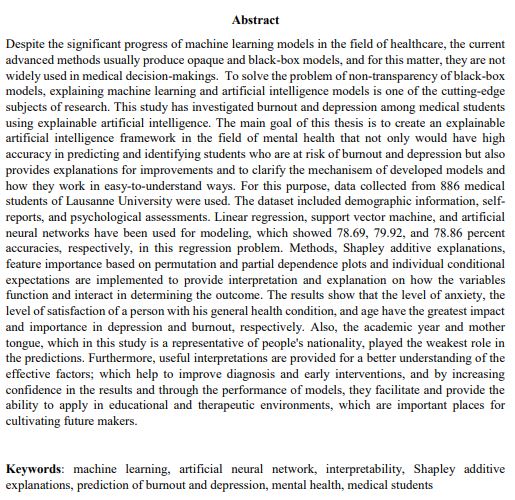 Abstract
Despite the significant progress of machine learning models in the field of healthcare, the current
advanced methods usually produce opaque and black-box models, and for this matter, they are not
widely used in medical decision-makings. To solve the problem of non-transparency of black-box
models, explaining machine learning and artificial intelligence models is one of the cutting-edge
subjects of research. This study has investigated burnout and depression among medical students
using explainable artificial intelligence. The main goal of this thesis is to create an explainable
artificial intelligence framework in the field of mental health that not only would have high
accuracy in predicting and identifying students who are at risk of burnout and depression but also
provides explanations for improvements and to clarify the mechanisem of developed models and
how they work in easy-to-understand ways. For this purpose, data collected from 886 medical
students of Lausanne University were used. The dataset included demographic information, self-
reports, and psychological assessments. Linear regression, support vector machine, and artificial
neural networks have been used for modeling, which showed 78.69, 79.92, and 78.86 percent
accuracies, respectively, in this regression problem. Methods, Shapley additive explanations,
feature importance based on permutation and partial dependence plots and individual conditional
expectations are implemented to provide interpretation and explanation on how the variables
function and interact in determining the outcome. The results show that the level of anxiety, the
level of satisfaction of a person with his general health condition, and age have the greatest impact
and importance in depression and burnout, respectively. Also, the academic year and mother
tongue, which in this study is a representative of people's nationality, played the weakest role in
the predictions. Furthermore, useful interpretations are provided for a better understanding of the
effective factors; which help to improve diagnosis and early interventions, and by increasing
confidence in the results and through the performance of models, they facilitate and provide the
ability to apply in educational and therapeutic environments, which are important places for
cultivating future makers.
Keywords: machine learning, artificial neural network, interpretability, Shapley additive
explanations, prediction of burnout and depression, mental health, medical students